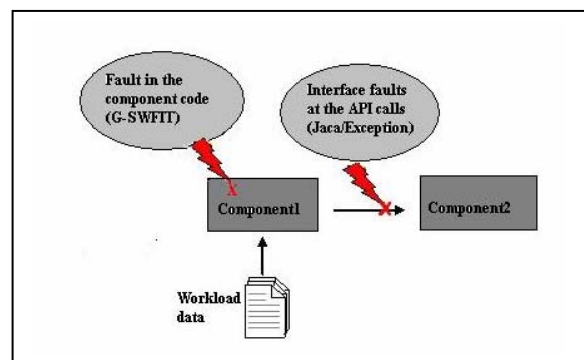 Fault in the
component code
(G-SWFIT)
Interface faults
at the API calls
(Jaca/Exception)
X
X
Component1
Component2
Workload
data